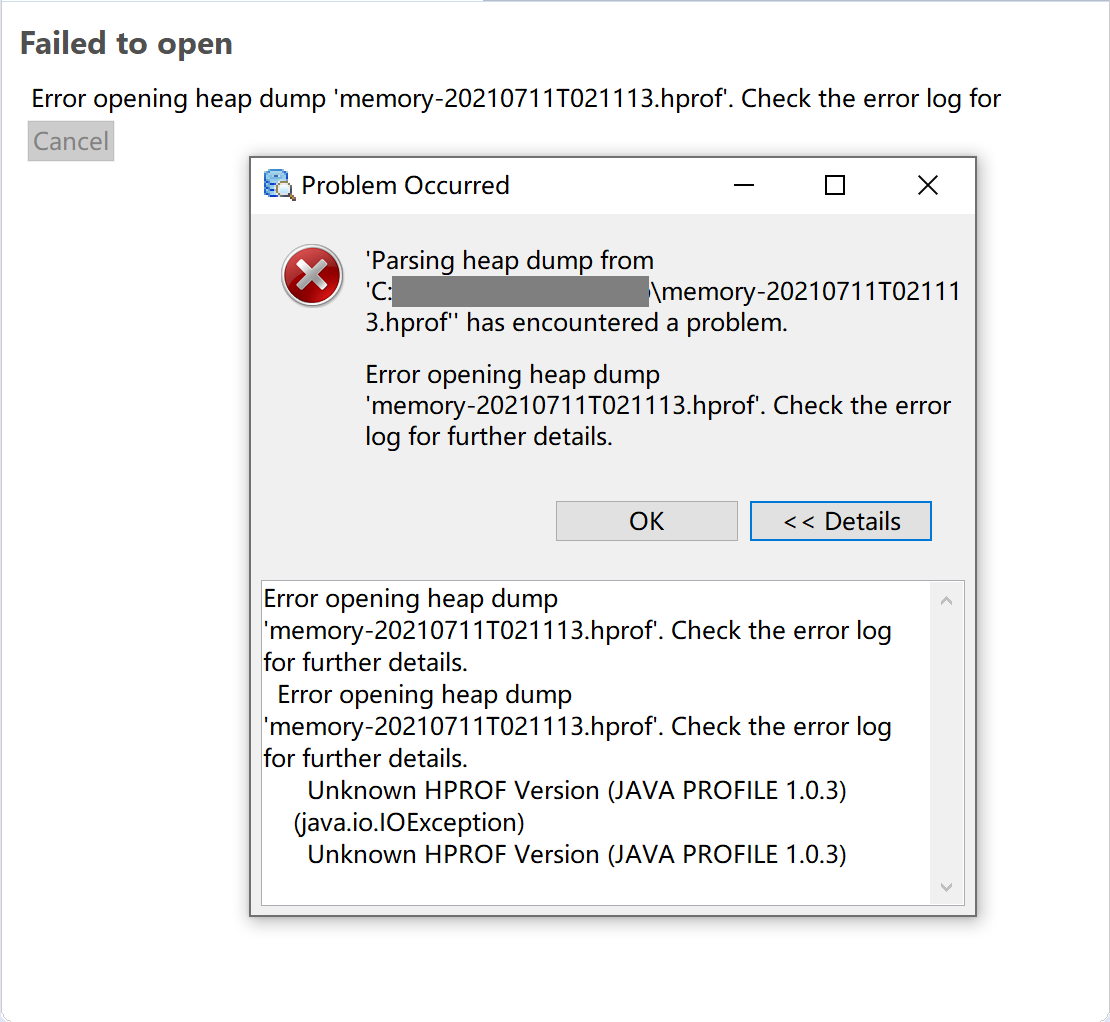 Failed to open
Error opening heap dump 'memory-20210711T021113.hprof'. Check the error log for
Cancel
Problem Occurred
'Parsing heap dump from
'C:\memory-20210711T02111
3.hprof'' has encountered a problem.
Error opening heap dump
'memory-20210711T021113.hprof'. Check the error
log for further details.
OK
<< Details
Error opening heap dump
'memory-20210711T021113.hprof'. Check the error log
for further details.
Error opening heap dump
'memory-20210711T021113.hprof'. Check the error log
for further details.
Unknown HPROF Version (JAVA PROFILE 1.0.3)
(java.io.IOException)
Unknown HPROF Version (JAVA PROFILE 1.0.3)